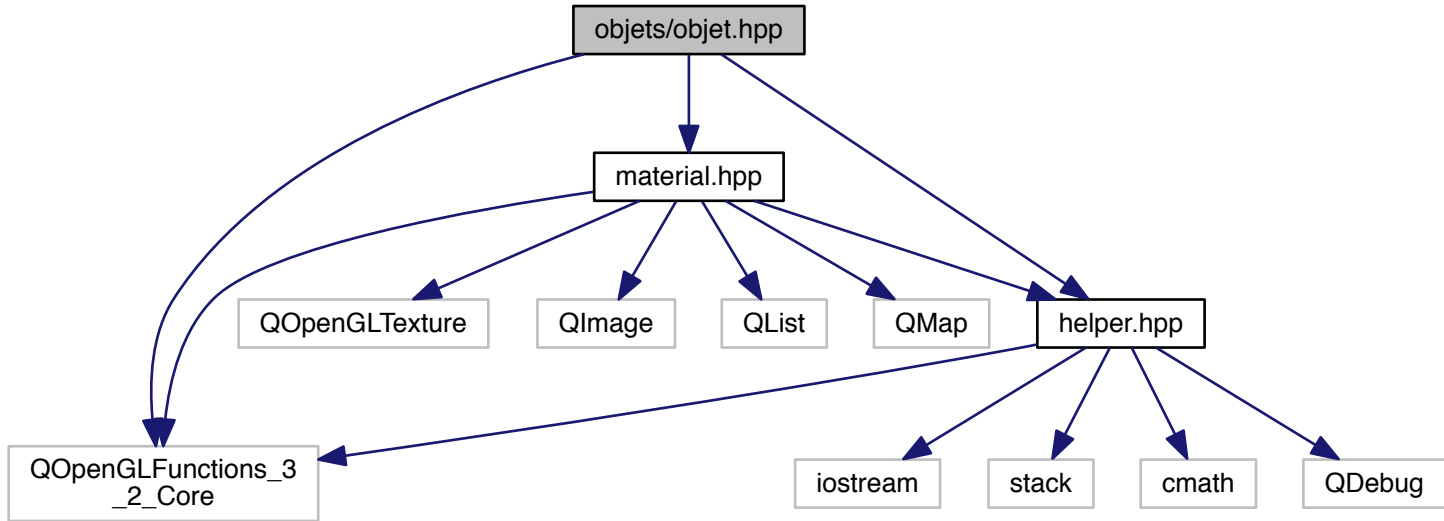 objets/objet.hpp
material.hpp
QOpenGLTexture
QImage
QList
QMap
helper.hpp
QOpenGLFunctions_3
_2_Core
iostream
stack
cmath
QDebug